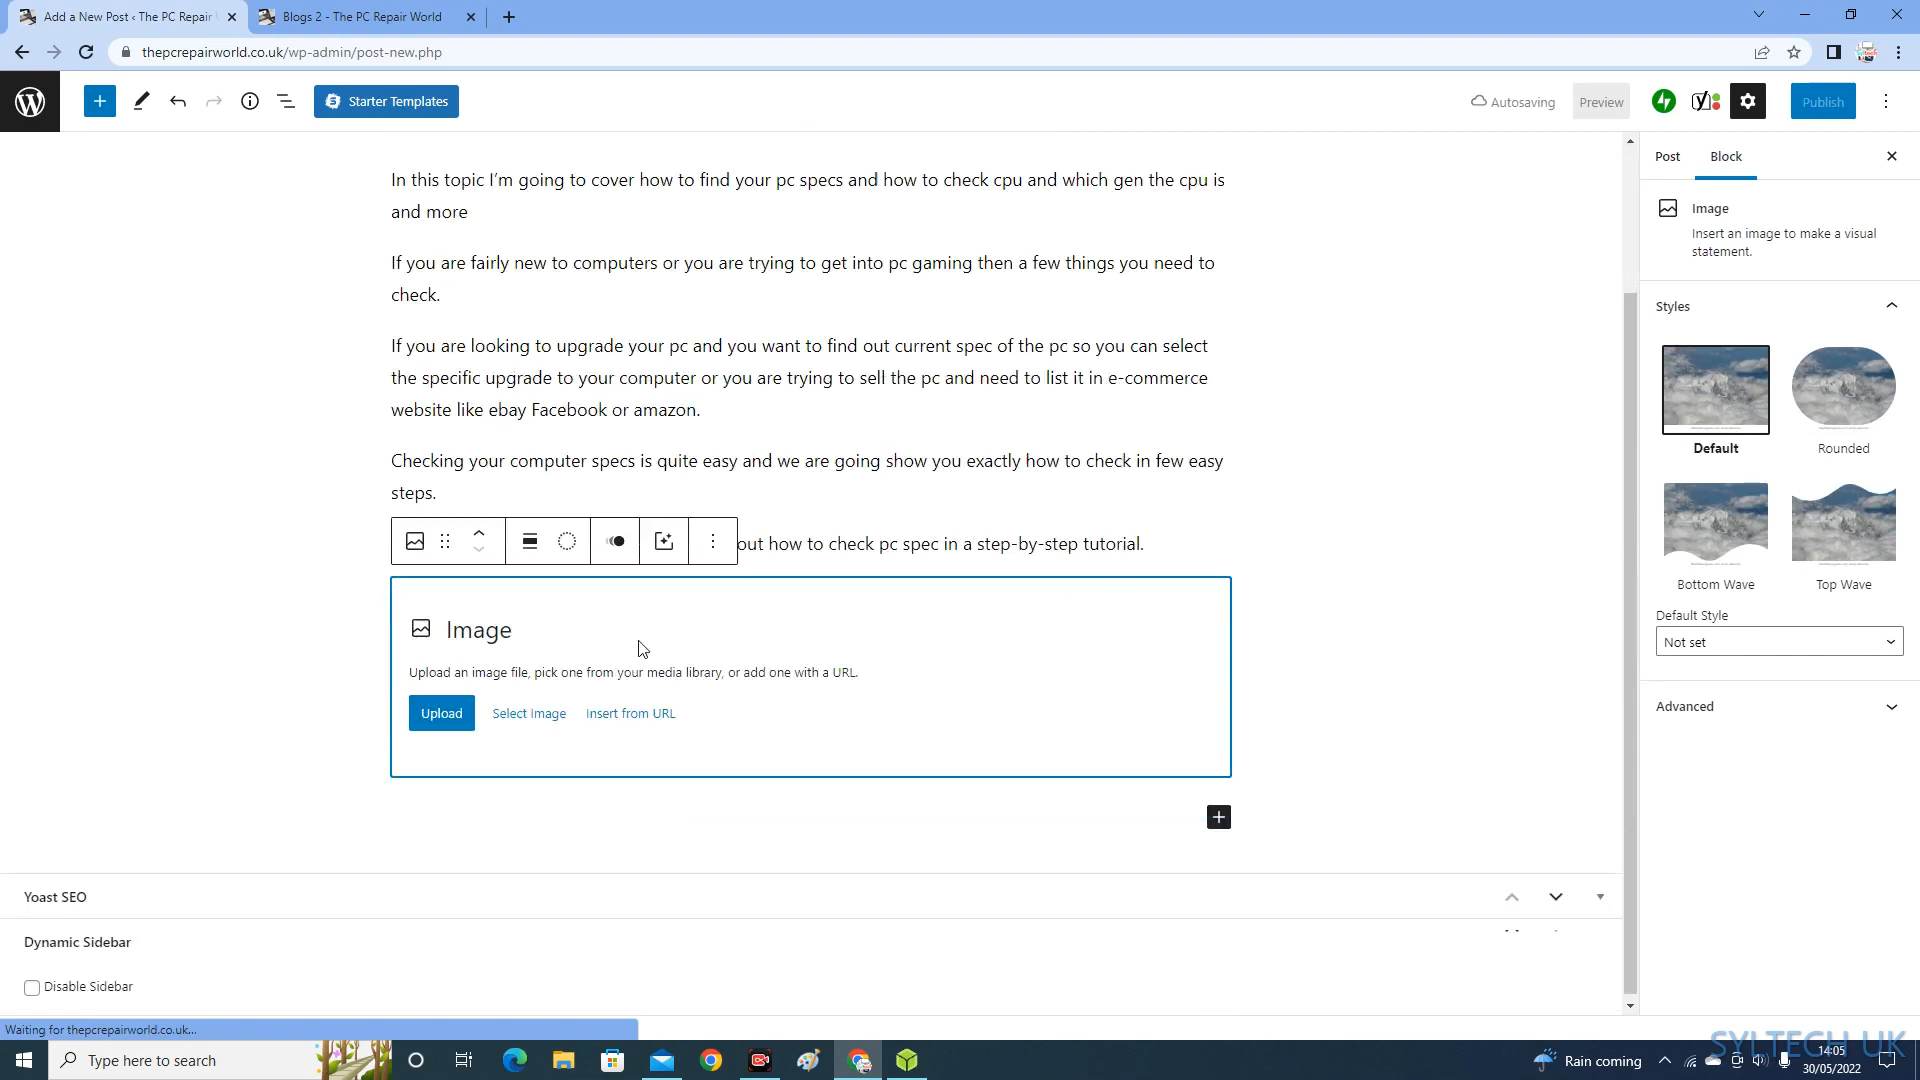 Add a New Post ‹ The PC Repair
Blogs 2 - The PC Repair World
thepcrepairworld.co.uk/wp-admin/post-new.php
Starter Templates
Autosaving
Preview
Publish
In this topic I'm going to cover how to find your pc specs and how to check cpu and which gen the cpu is
and more
If you are fairly new to computers or you are trying to get into pc gaming then a few things you need to
check.
If you are looking to upgrade your pc and you want to find out current spec of the pc so you can select
the specific upgrade to your computer or you are trying to sell the pc and need to list it in e-commerce
website like ebay Facebook or amazon.
Checking your computer specs is quite easy and we are going show you exactly how to check in few easy
steps.
out how to check pc spec in a step-by-step tutorial.
Image
Upload an image file, pick one from your media library, or add one with a URL.
Upload
Select Image
Insert from URL
Yoast SEO
Dynamic Sidebar
Disable Sidebar
Post
Block
Image
Insert an image to make a visual
statement.
Styles
Default
Rounded
Bottom Wave
Top Wave
Default Style
Not set
Advanced
Waiting for thepcrepairworld.co.uk...
Type here to search
Rain coming
SYLTECH UK
14:05
30/05/2022